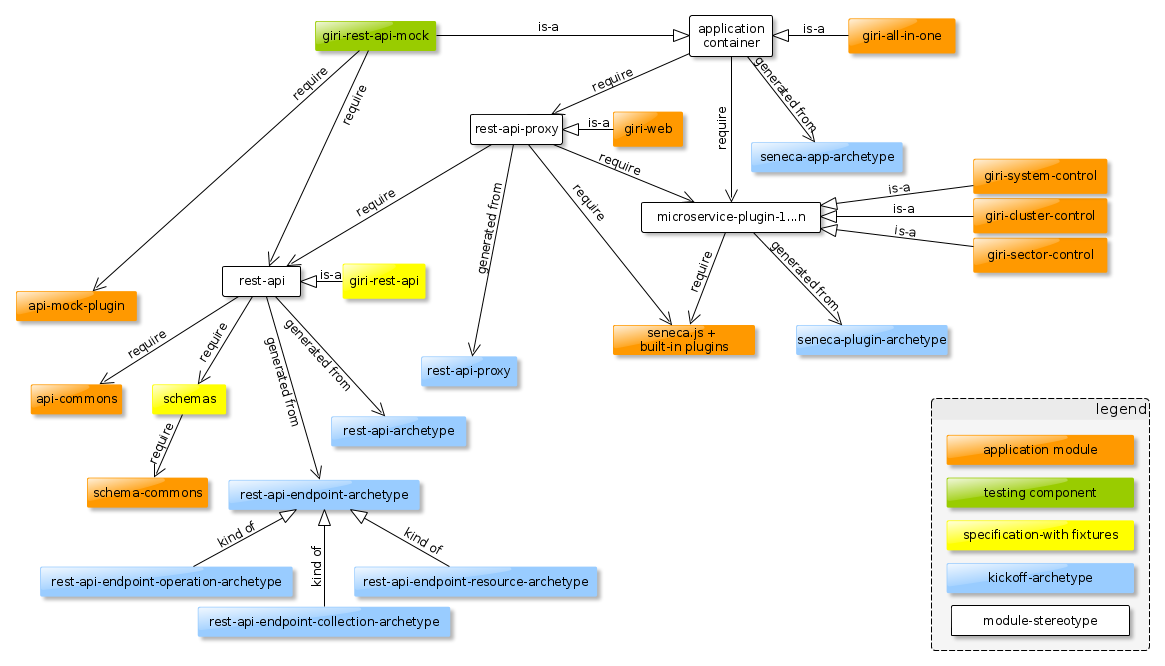 is-a
application
container
is-a
giri-all-in-one
giri-rest-api-mock
require
require
require
generated from
require
rest-api-proxy
is-a
giri-web
seneca-app-archetype
require
require
require
generated from
giri-system-control
is-a
microservice-plugin-1...n
is-a
giri-cluster-control
is-a
giri-sector-control
rest-api
is-a
giri-rest-api
require
generated from
api-mock-plugin
seneca.js +
built-in plugins
seneca-plugin-archetype
require
require
generated from
generated from
rest-api-proxy
api-commons
schemas
rest-api-archetype
require
schema-commons
rest-api-endpoint-archetype
kind of
kind of
kind of
rest-api-endpoint-operation-archetype
rest-api-endpoint-resource-archetype
rest-api-endpoint-collection-archetype
legend
application module
testing component
specification-with fixtures
kickoff-archetype
module-stereotype